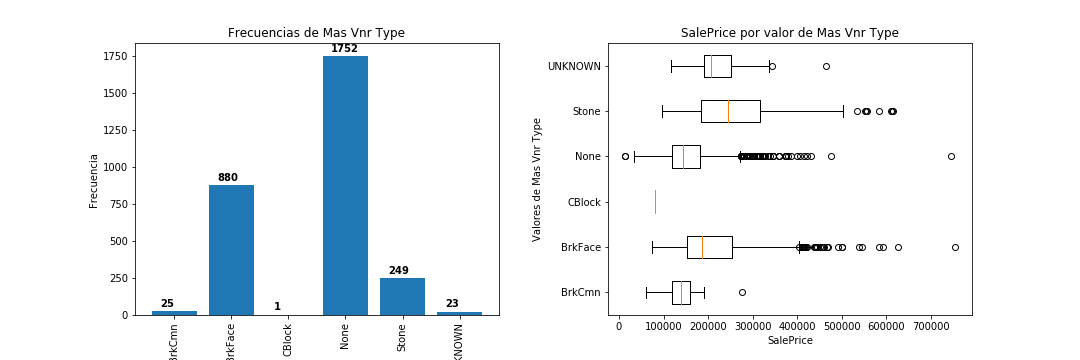 Frecuencias de Mas Vnr Type
1752
1750
1500
1250
1000
750
500
250
0
Frecuencia
25
880
1
249
23
BrkCmn
BrkFace
CBlock
None
Stone
KNOWN
SalePrice por valor de Mas Vnr Type
Valores de Mas Vnr Type
UNKNOWN
Stone
None
CBlock
BrkFace
BrkCmn
0 100000 200000 300000 400000 500000 600000 700000
SalePrice